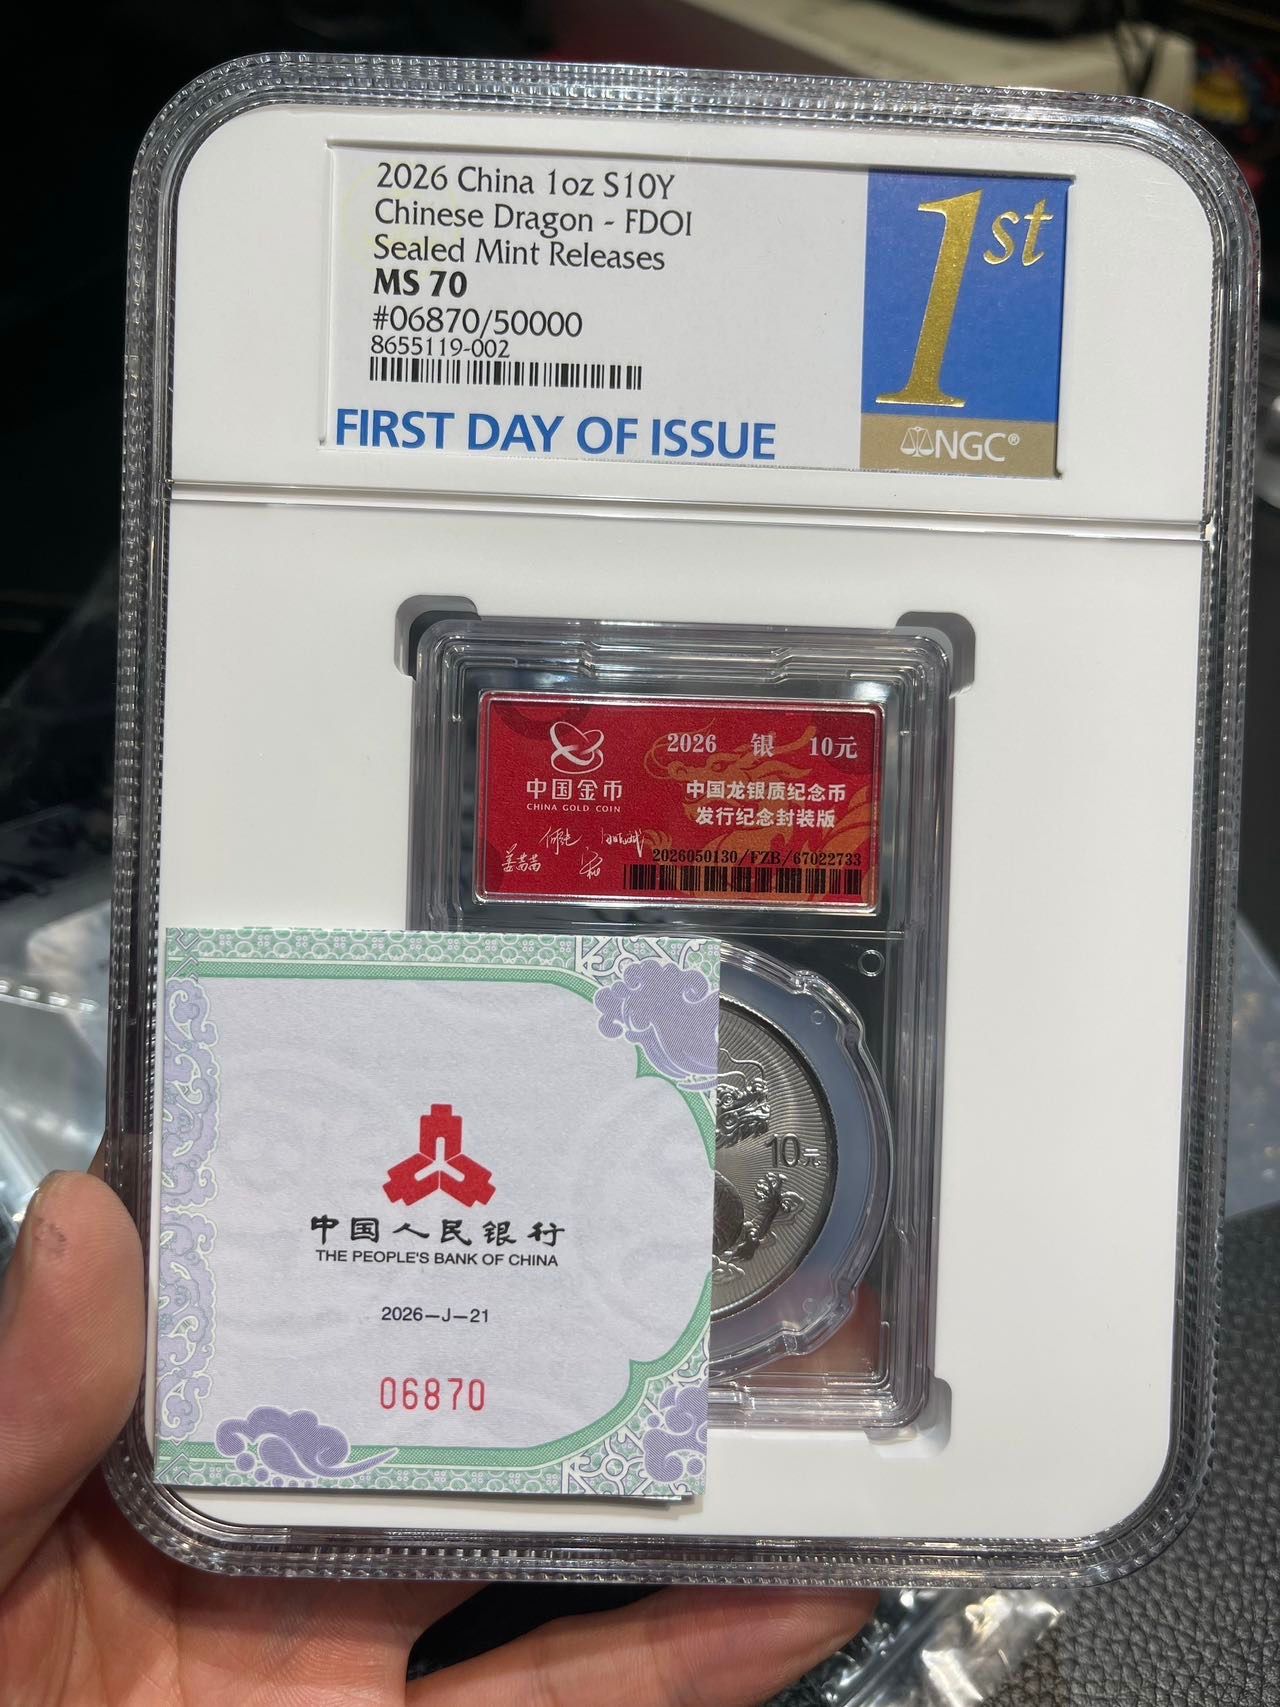 2026 China 1oz S10Y
Chinese Dragon - FDOI
Sealed Mint Releases
MS 70
#06870/50000
8655119-002
FIRST DAY OF ISSUE
1st
NGC®
中国金币
CHINA GOLD COIN
2026 银 10元
中国龙银质纪念币
发行纪念封装版
2026050130/FZB/67022733
10元
中国人民银行
THE PEOPLE'S BANK OF CHINA
2026—J—21
06870